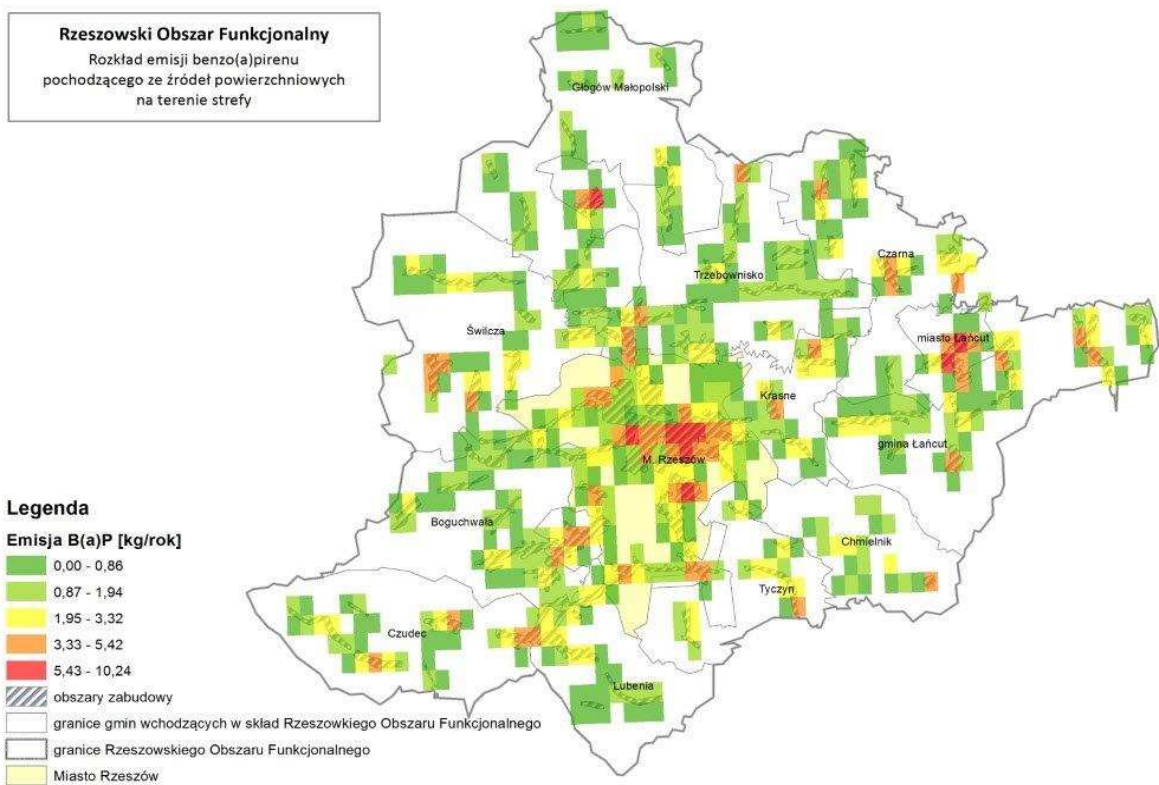 Rzeszowski Obszar Funkcjonalny
Rozkład emisji benzo(a)pirenu
pochodzącego ze źródeł powierzchniowych
na terenie strefy
Głogów Małopolski
Czarna
Trzebownisko
Świlcza
miasto Łańcut
Krasne
gmina Łańcut
M. Rzeszów
Boguchwała
Chmielnik
Tyczyn
Czudec
Lubenia
Legenda
Emisja B(a)P [kg/rok]
0,00 - 0,86
0,87 - 1,94
1,95 - 3,32
3,33 - 5,42
5,43 - 10,24
obszary zabudowy
granice gmin wchodzących w skład Rzeszowkiego Obszaru Funkcjonalnego
granice Rzeszowskiego Obszaru Funkcjonalnego
Miasto Rzeszów